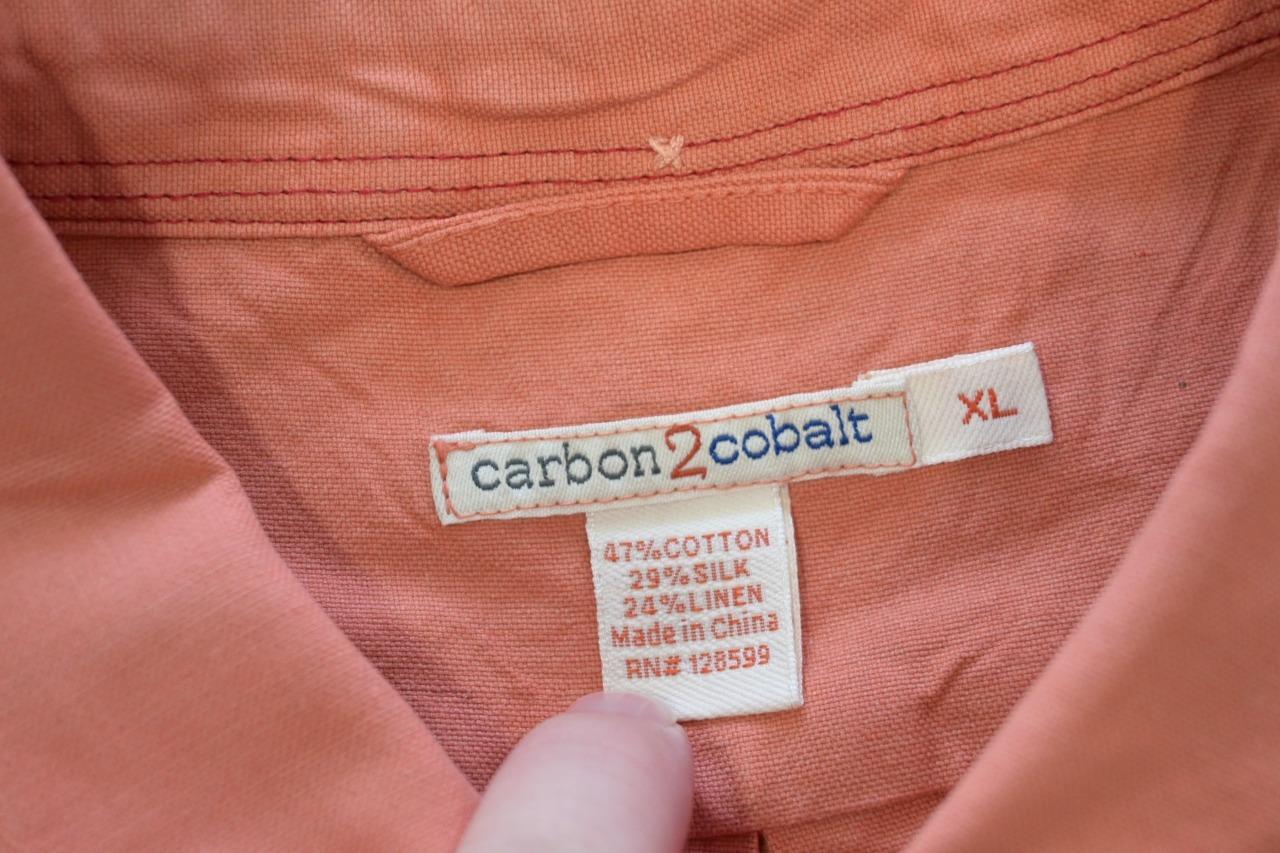 carbon2cobalt
XL
47%COTTON
29%SILK
24%LINEN
Made in China
RN# 128599